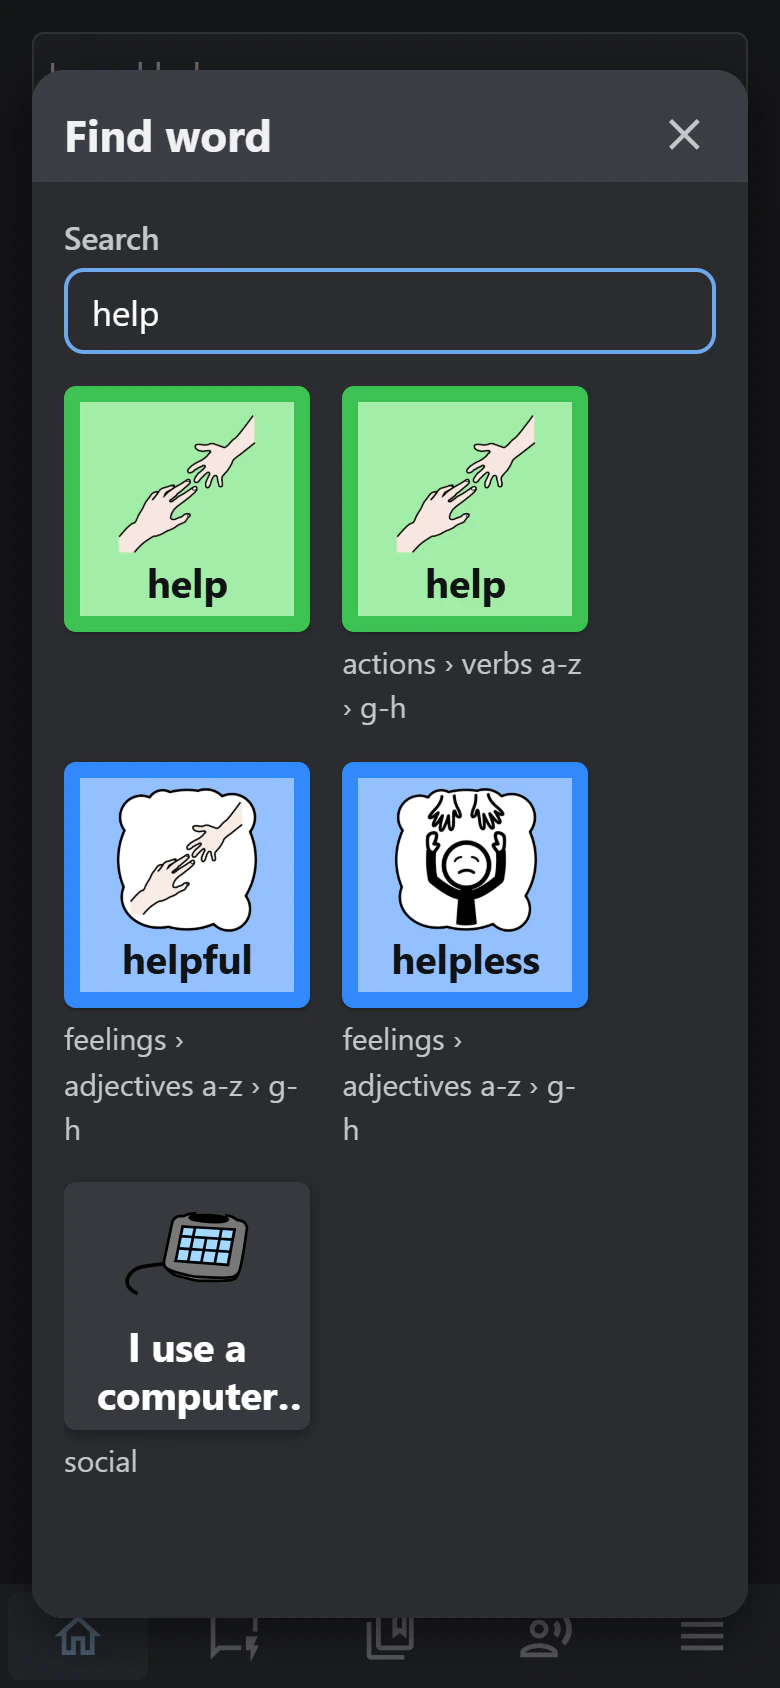 Find word
Search
help
help
help
actions › verbs a-z
› g-h
helpful
helpless
feelings ›
adjectives a-z › g-
h
feelings ›
adjectives a-z › g-
h
I use a
computer..
social